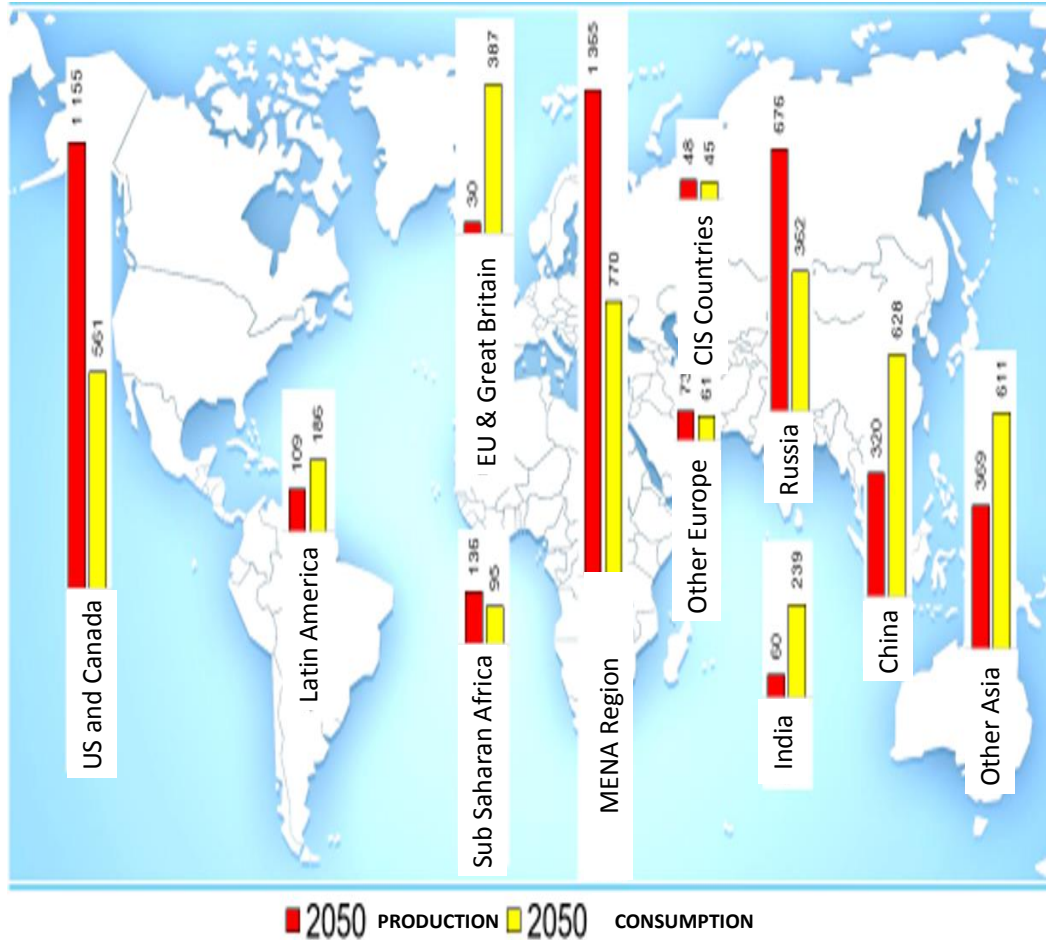 1 155
561
US and Canada
109
186
Latin America
30
387
EU & Great Britain
136
95
Sub Saharan Africa
1 365
770
MENA Region
48
45
CIS Countries
73
61
Other Europe
676
362
Russia
60
239
India
320
628
China
369
611
Other Asia
2050 PRODUCTION 2050 CONSUMPTION